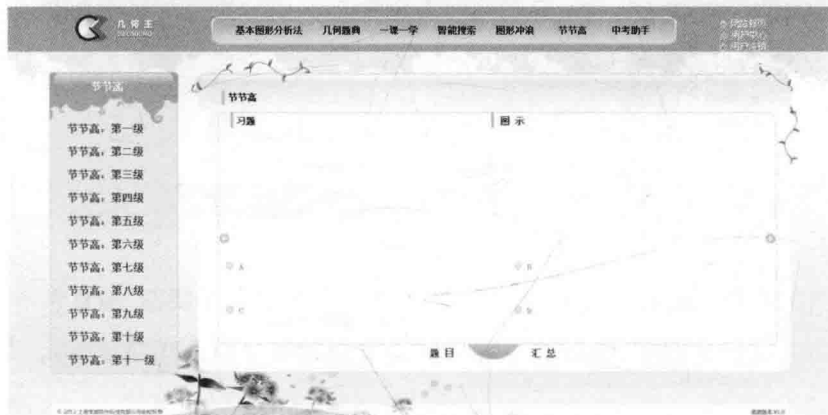 几何王
基本图形分析法 几何题典 一课一学 智能搜索 图形冲浪 节节高 中考助手
用户中心
节节高
节节高：第一级
节节高：第二级
节节高：第三级
节节高：第四级
节节高：第五级
节节高：第六级
节节高：第七级
节节高：第八级
节节高：第九级
节节高：第十级
节节高：第十一级
节节高
习题
图示
A
B
C
D
题目 汇总